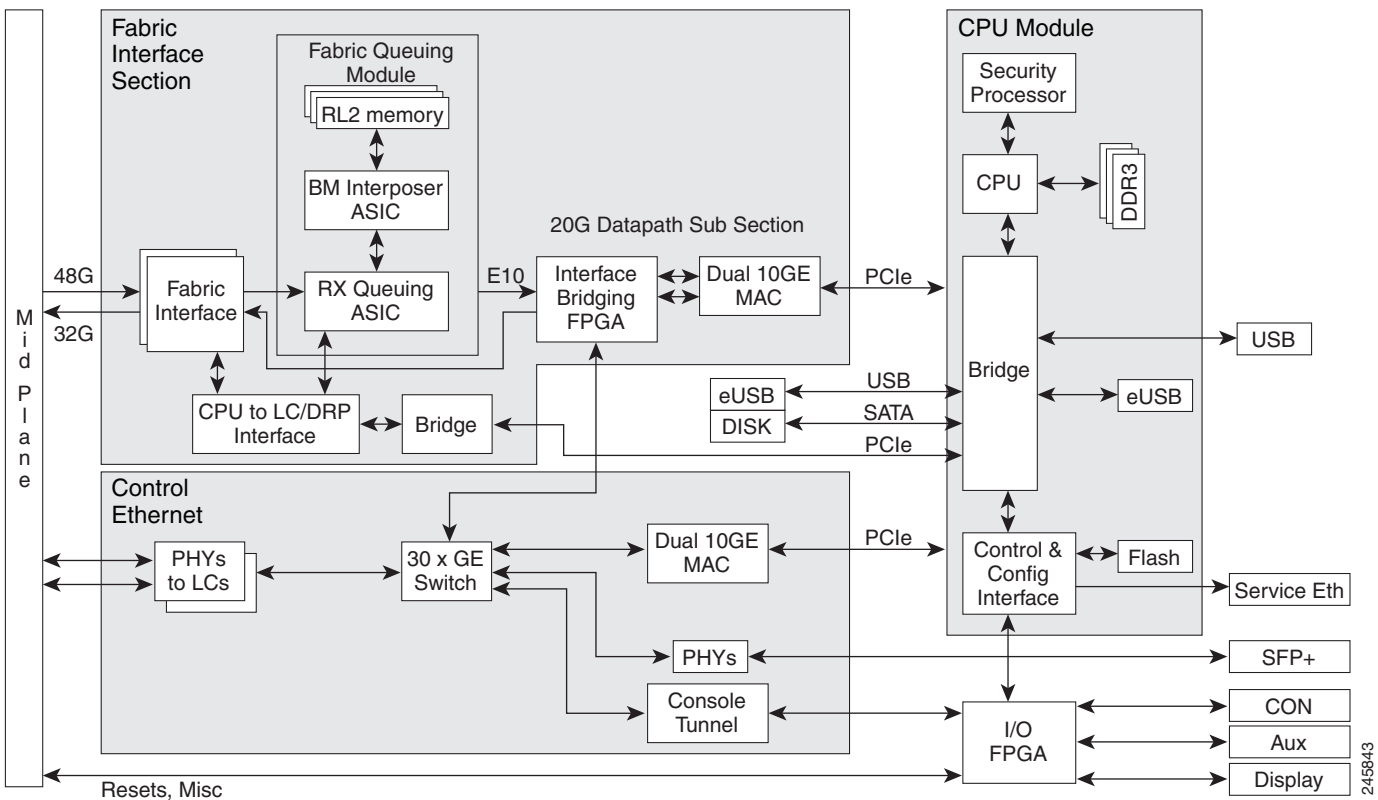 Fabric
Interface
Section
Fabric Queuing
Module
RL2 memory
BM Interposer
ASIC
RX Queuing
ASIC
48G
32G
Fabric
Interface
E10
20G Datapath Sub Section
Interface
Bridging
FPGA
Dual 10GE
MAC
PCIe
CPU to LC/DRP
Interface
Bridge
eUSB
DISK
USB
SATA
PCIe
CPU Module
Security
Processor
CPU
DDR3
Bridge
USB
eUSB
Mid Plane
Control
Ethernet
PHYs
to LCs
30 x GE
Switch
Dual 10GE
MAC
PCIe
PHYs
Console
Tunnel
Control &
Config
Interface
Flash
Service Eth
SFP+
I/O
FPGA
CON
Aux
Display
Resets, Misc
245843